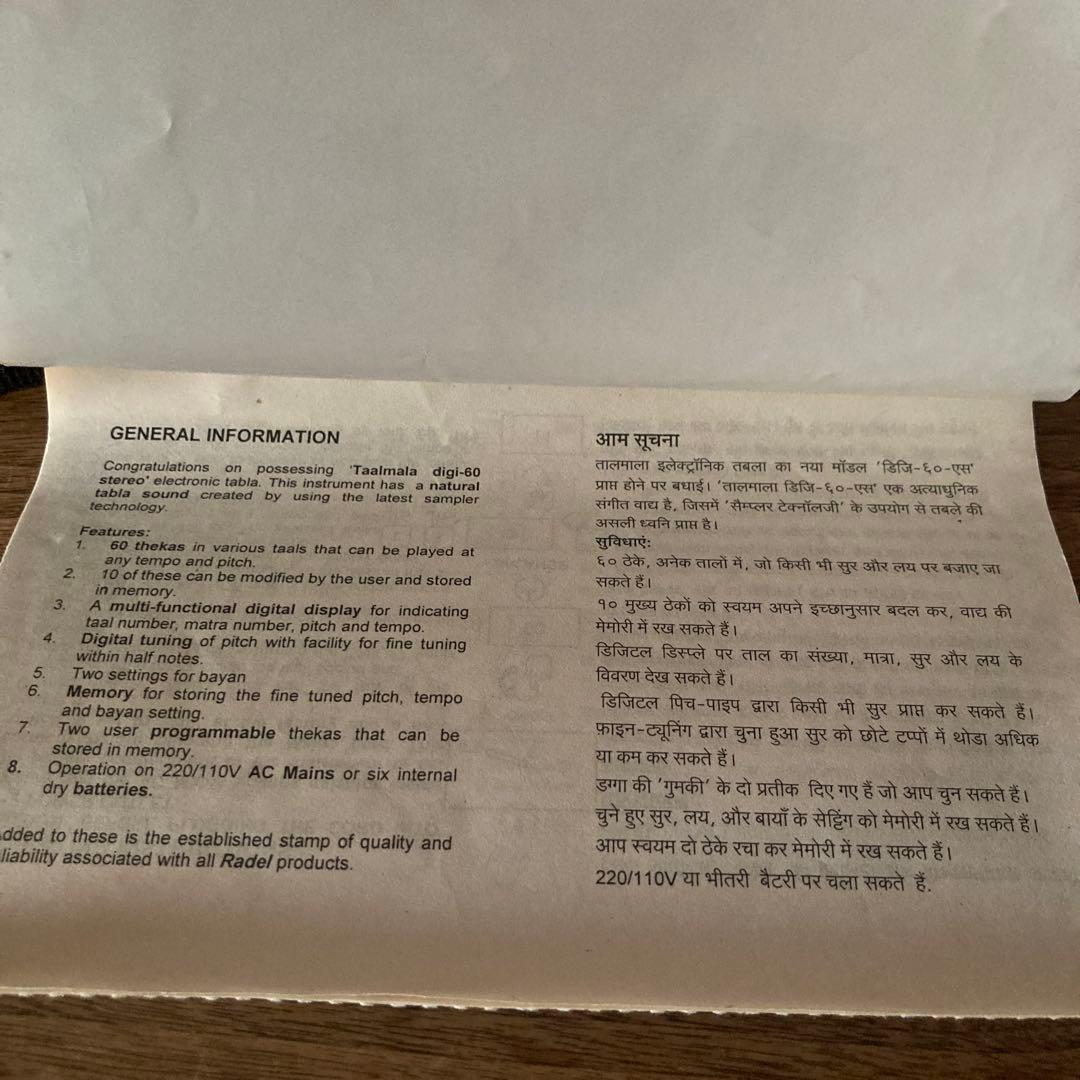 GENERAL INFORMATION
Congratulations on possessing 'Taalmala digi-60
stereo' electronic tabla. This instrument has a natural
tabla sound created by using the latest sampler
technology.
Features:
1. 60 thekas in various taals that can be played at
any tempo and pitch.
2. 10 of these can be modified by the user and stored
in memory.
3. A multi-functional digital display for indicating
taal number, matra number, pitch and tempo.
4. Digital tuning of pitch with facility for fine tuning
within half notes.
5. Two settings for bayan
6. Memory for storing the fine tuned pitch, tempo
and bayan setting.
7. Two user programmable thekas that can be
stored in memory.
8. Operation on 220/110V AC Mains or six internal
dry batteries.
dded to these is the established stamp of quality and
liability associated with all Radel products.
आम सूचना
तालमाला इलेक्ट्रॉनिक तबला का नया मॉडल 'डिजि-६०-एस'
प्राप्त होने पर बधाई। 'तालमाला डिजि-६०-एस' एक अत्याधुनिक
संगीत वाद्य है, जिसमें 'सैम्प्लर टेक्नॉलजी' के उपयोग से तबले की
असली ध्वनि प्राप्त है।
सुविधाएं:
६० ठेके, अनेक तालों में, जो किसी भी सुर और लय पर बजाए जा
सकते हैं।
१० मुख्य ठेकों को स्वयम अपने इच्छानुसार बदल कर, वाद्य की
मेमोरी में रख सकते हैं।
डिजिटल डिस्प्ले पर ताल का संख्या, मात्रा, सुर और लय के
विवरण देख सकते हैं।
डिजिटल पिच-पाइप द्वारा किसी भी सुर प्राप्त कर सकते हैं।
फ़ाइन-ट्यूनिंग द्वारा चुना हुआ सुर को छोटे टप्पों में थोडा अधिक
या कम कर सकते हैं।
डग्गा की 'गुमकी' के दो प्रतीक दिए गए हैं जो आप चुन सकते हैं।
चुने हुए सुर, लय, और बायाँ के सेट्टिंग को मेमोरी में रख सकते हैं।
आप स्वयम दो ठेके रचा कर मेमोरी में रख सकते हैं।
220/110V या भीतरी बैटरी पर चला सकते हैं.